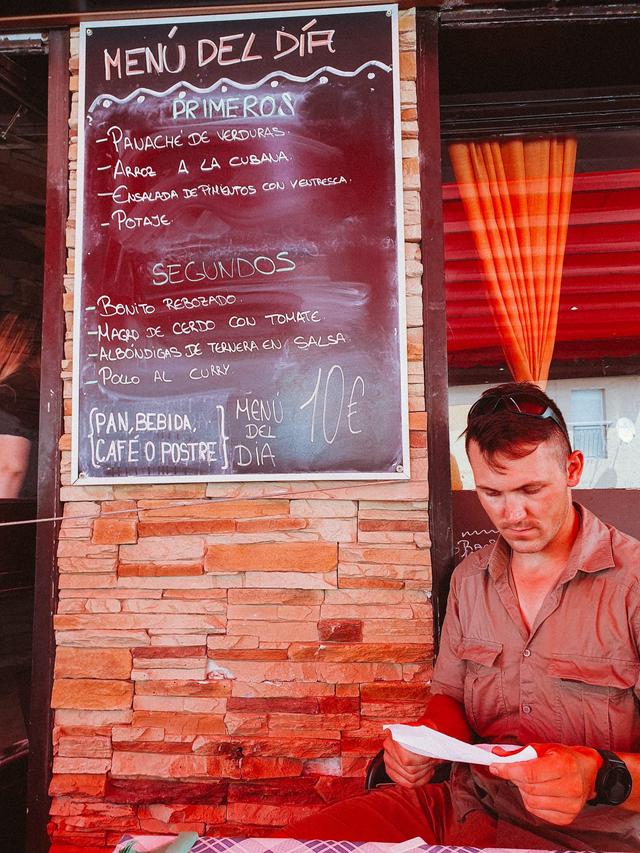 MENÚ DEL DÍA
PRIMEROS
- PANACHÉ DE VERDURAS.
- ARROZ A LA CUBANA.
- ENSALADA DE PIMIENTOS CON VENTRESCA.
- POTAJE.
SEGUNDOS
- BONITO REBOZADO.
- MAGRO DE CERDO CON TOMATE.
- ALBÓNDIGAS DE TERNERA EN SALSA
- POLLO AL CURRY
{PAN, BEBIDA,
CAFÉ O POSTRE}
MENÚ
DEL
DIA
10€